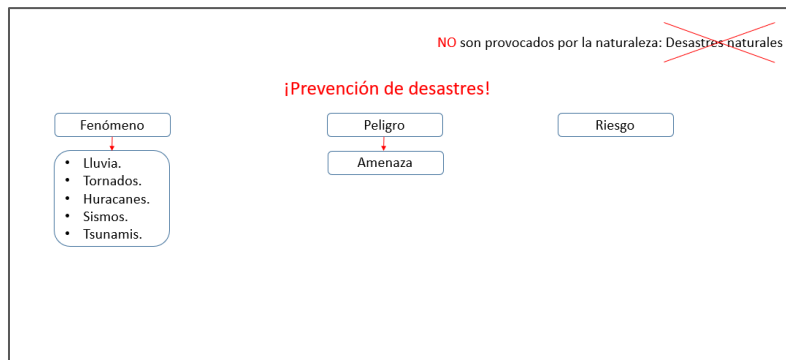 NO son provocados por la naturaleza: Desastres naturales
¡Prevención de desastres!
Fenómeno
Peligro
Riesgo
• Lluvia.
• Tornados.
• Huracanes.
• Sismos.
• Tsunamis.
Amenaza